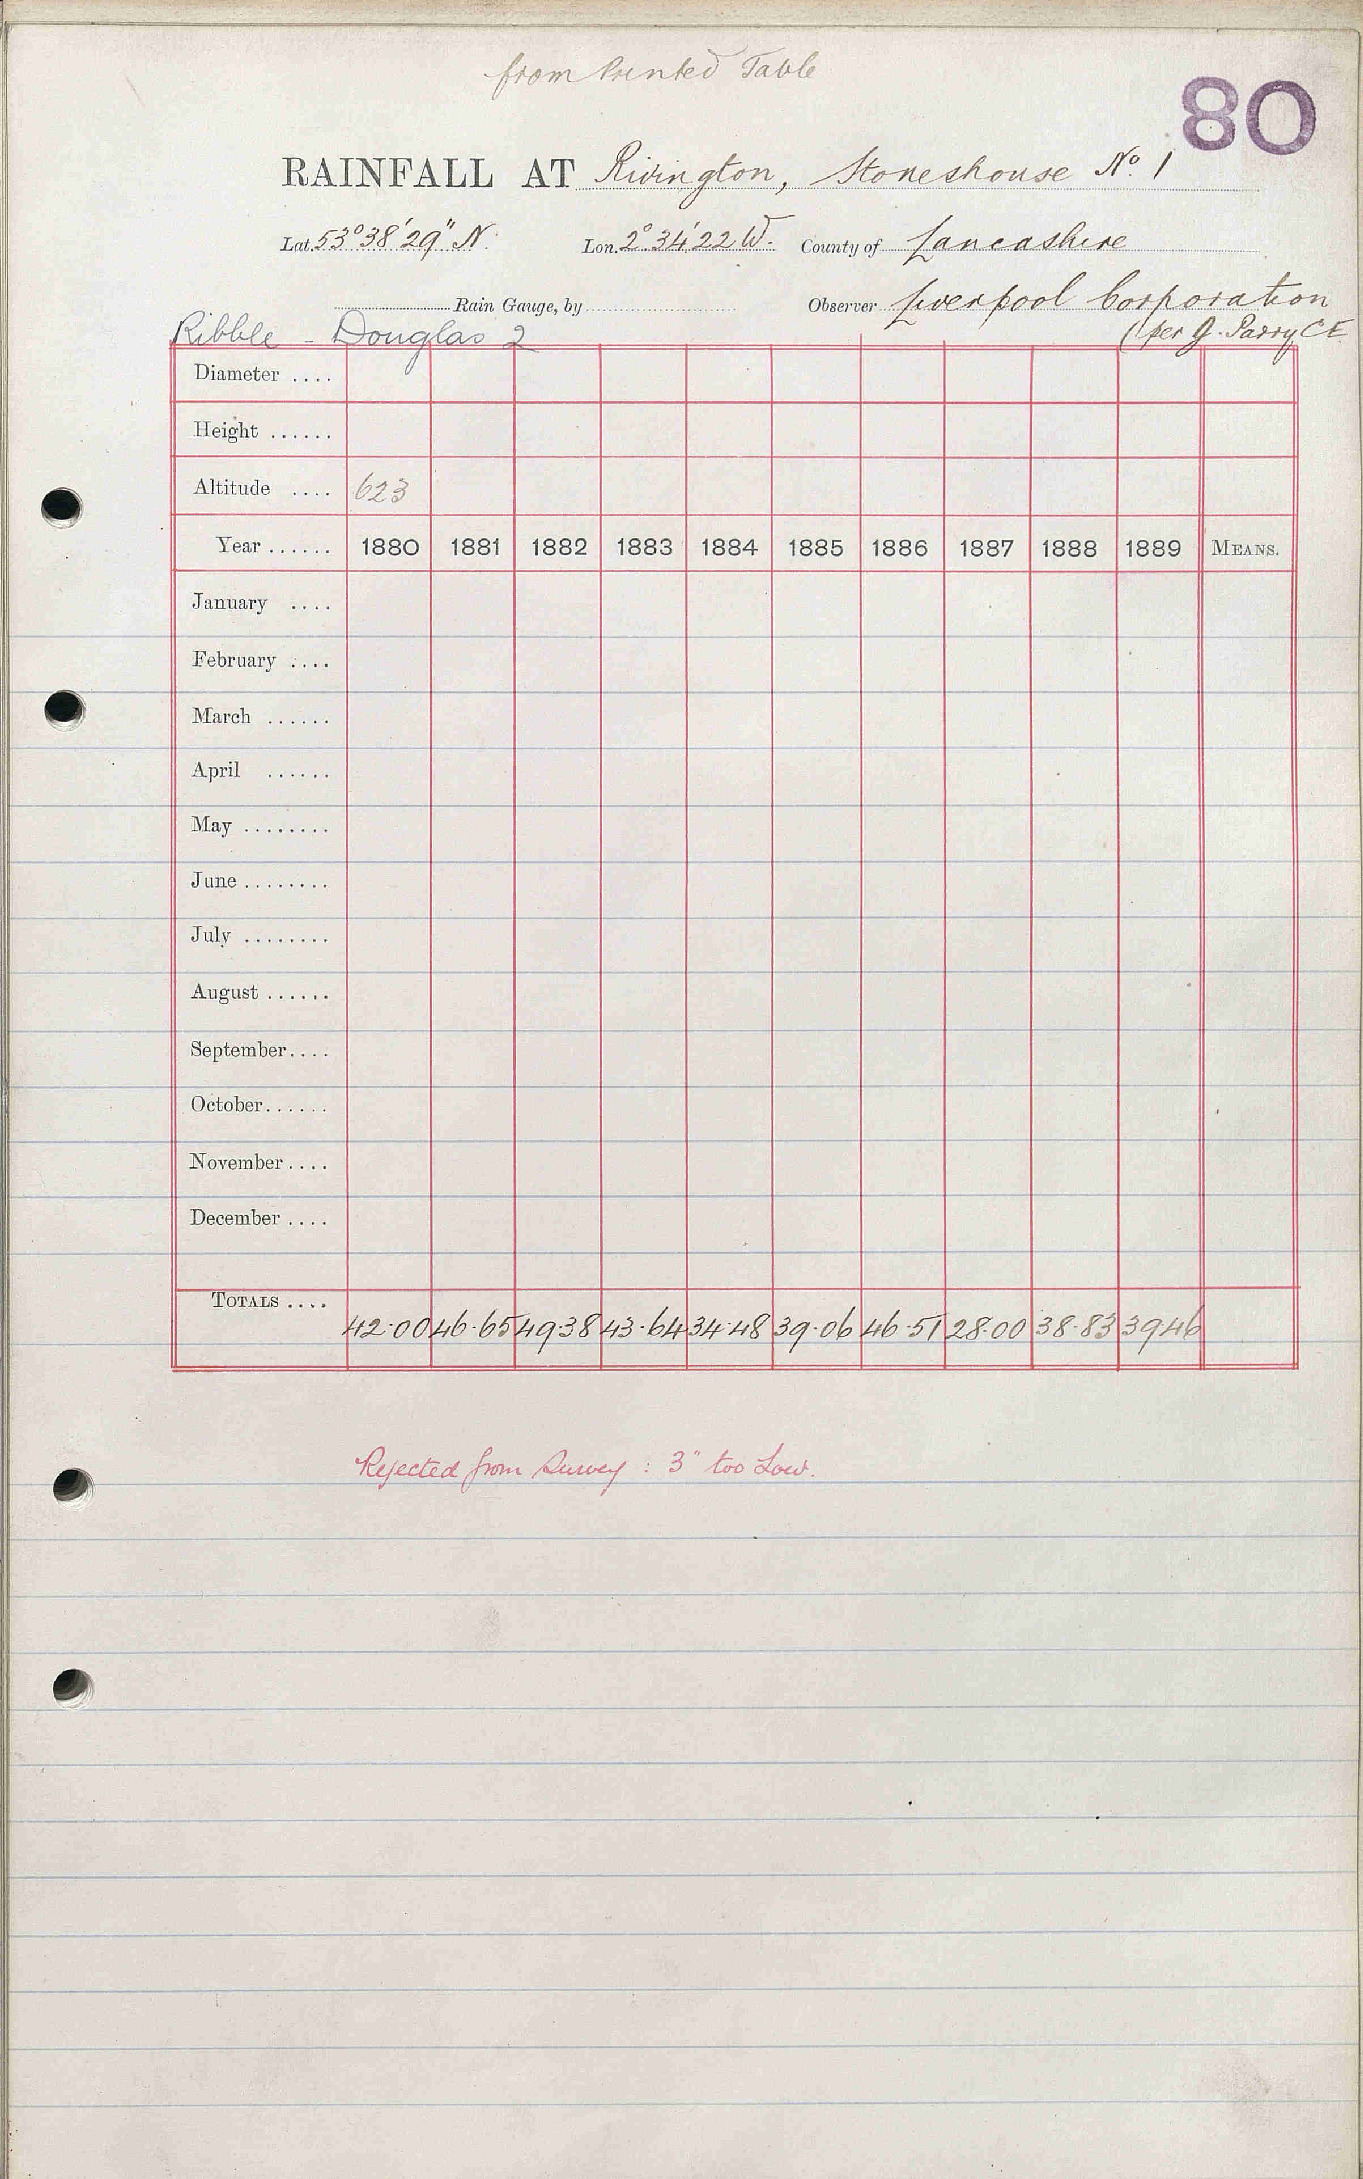 from Printed Table
80
RAINFALL AT Rivington, Stoneshouse No. 1
Lat. 53° 38' 29" N. Lon. 2° 34' 22 W. County of Lancashire
Rain Gauge, by Observer Liverpool Corporation
Ribble - Douglas 2 (per J. Parry C E
Diameter ....
Height ......
Altitude .... 623
Year ...... 1880 1881 1882 1883 1884 1885 1886 1887 1888 1889 MEANS.
January ....
February ....
March ......
April ......
May ........
June ........
July ........
August ......
September ....
October ......
November ....
December ....
TOTALS ....
42.00 46.65 49.38 43.64 34.48 39.06 46.51 28.00 38.83 39.46
Rejected from Survey : 3" too Low.